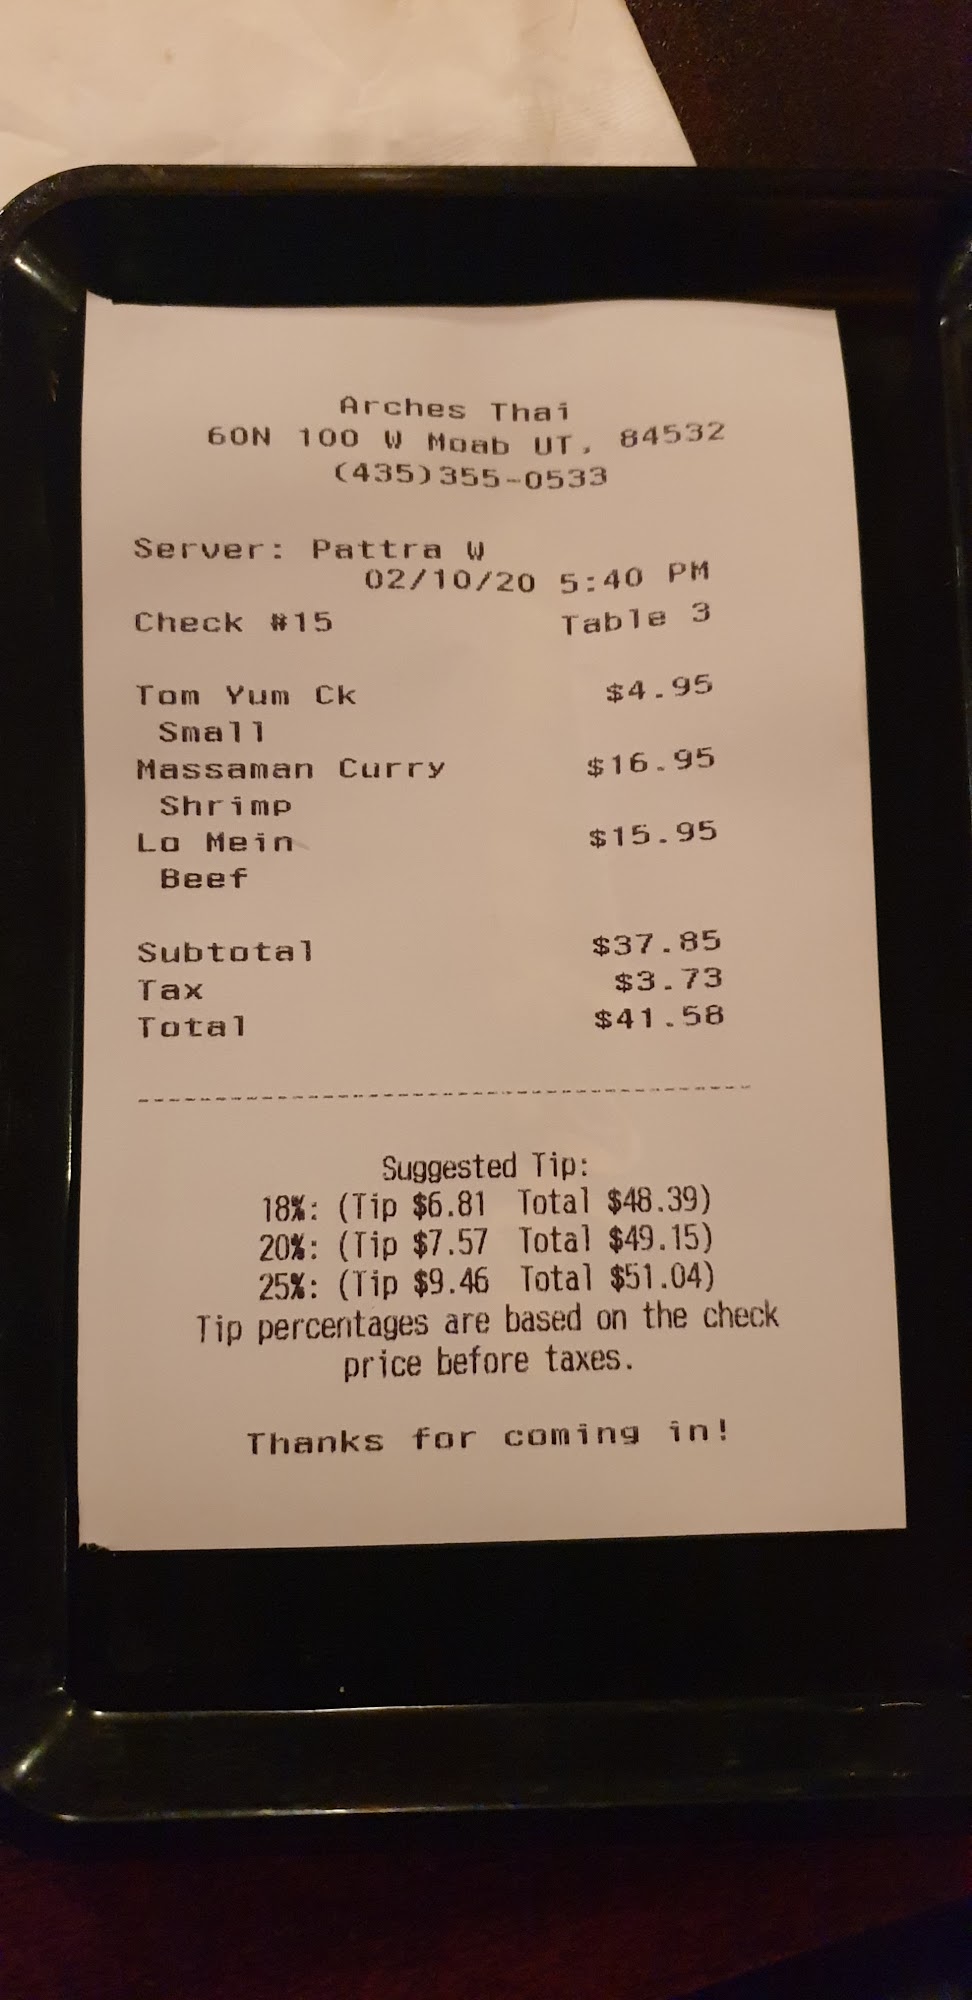 Arches Thai
60N 100 W Moab UT, 84532
(435)355-0533
Server: Pattra W
02/10/20 5:40 PM
Check #15 Table 3
Tom Yum Ck $4.95
Small
Massaman Curry $16.95
Shrimp
Lo Mein $15.95
Beef
Subtotal $37.85
Tax $3.73
Total $41.58
Suggested Tip:
18%: (Tip $6.81 Total $48.39)
20%: (Tip $7.57 Total $49.15)
25%: (Tip $9.46 Total $51.04)
Tip percentages are based on the check
price before taxes.
Thanks for coming in!